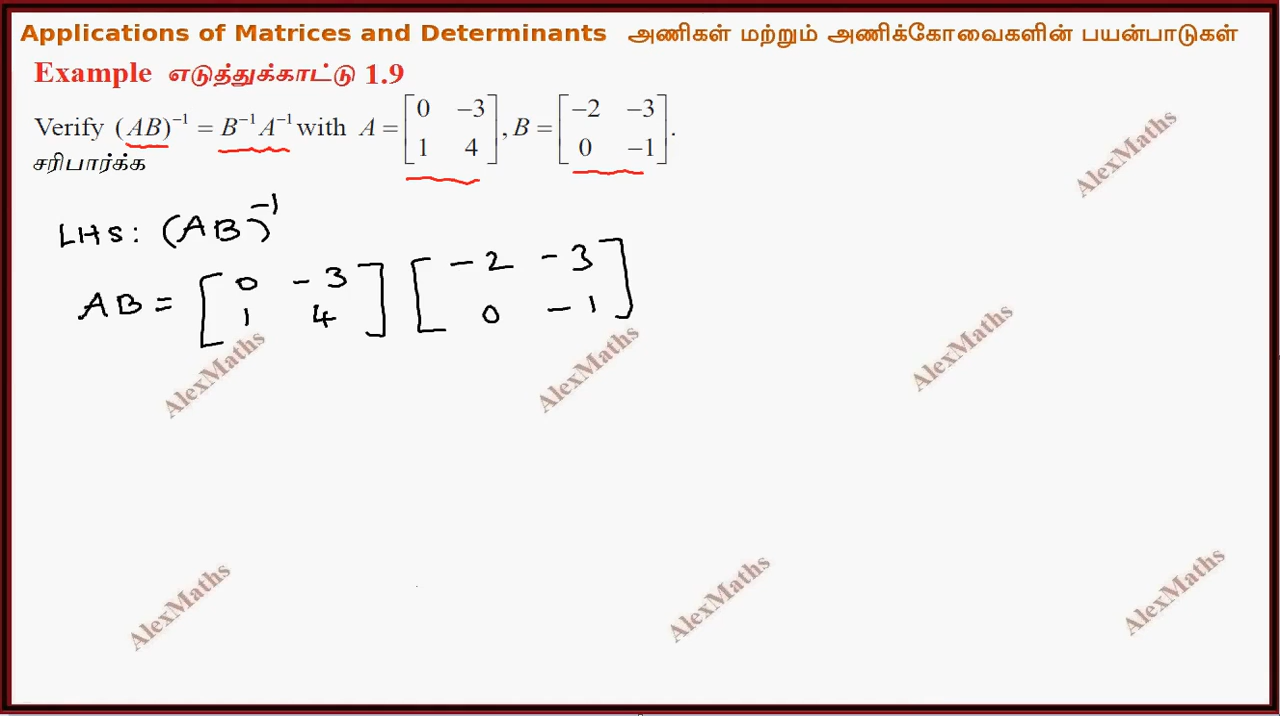 Applications of Matrices and Determinants அணிகள் மற்றும் அணிக்கோவைகளின் பயன்பாடுகள்
Example எடுத்துக்காட்டு 1.9
Verify (AB)⁻¹ = B⁻¹A⁻¹ with A = [0 −3; 1 4], B = [−2 −3; 0 −1].
சரிபார்க்க
LHS: (AB)⁻¹
AB = [0 −3; 1 4] [−2 −3; 0 −1]
AlexMaths
AlexMaths
AlexMaths
AlexMaths
AlexMaths
AlexMaths
AlexMaths